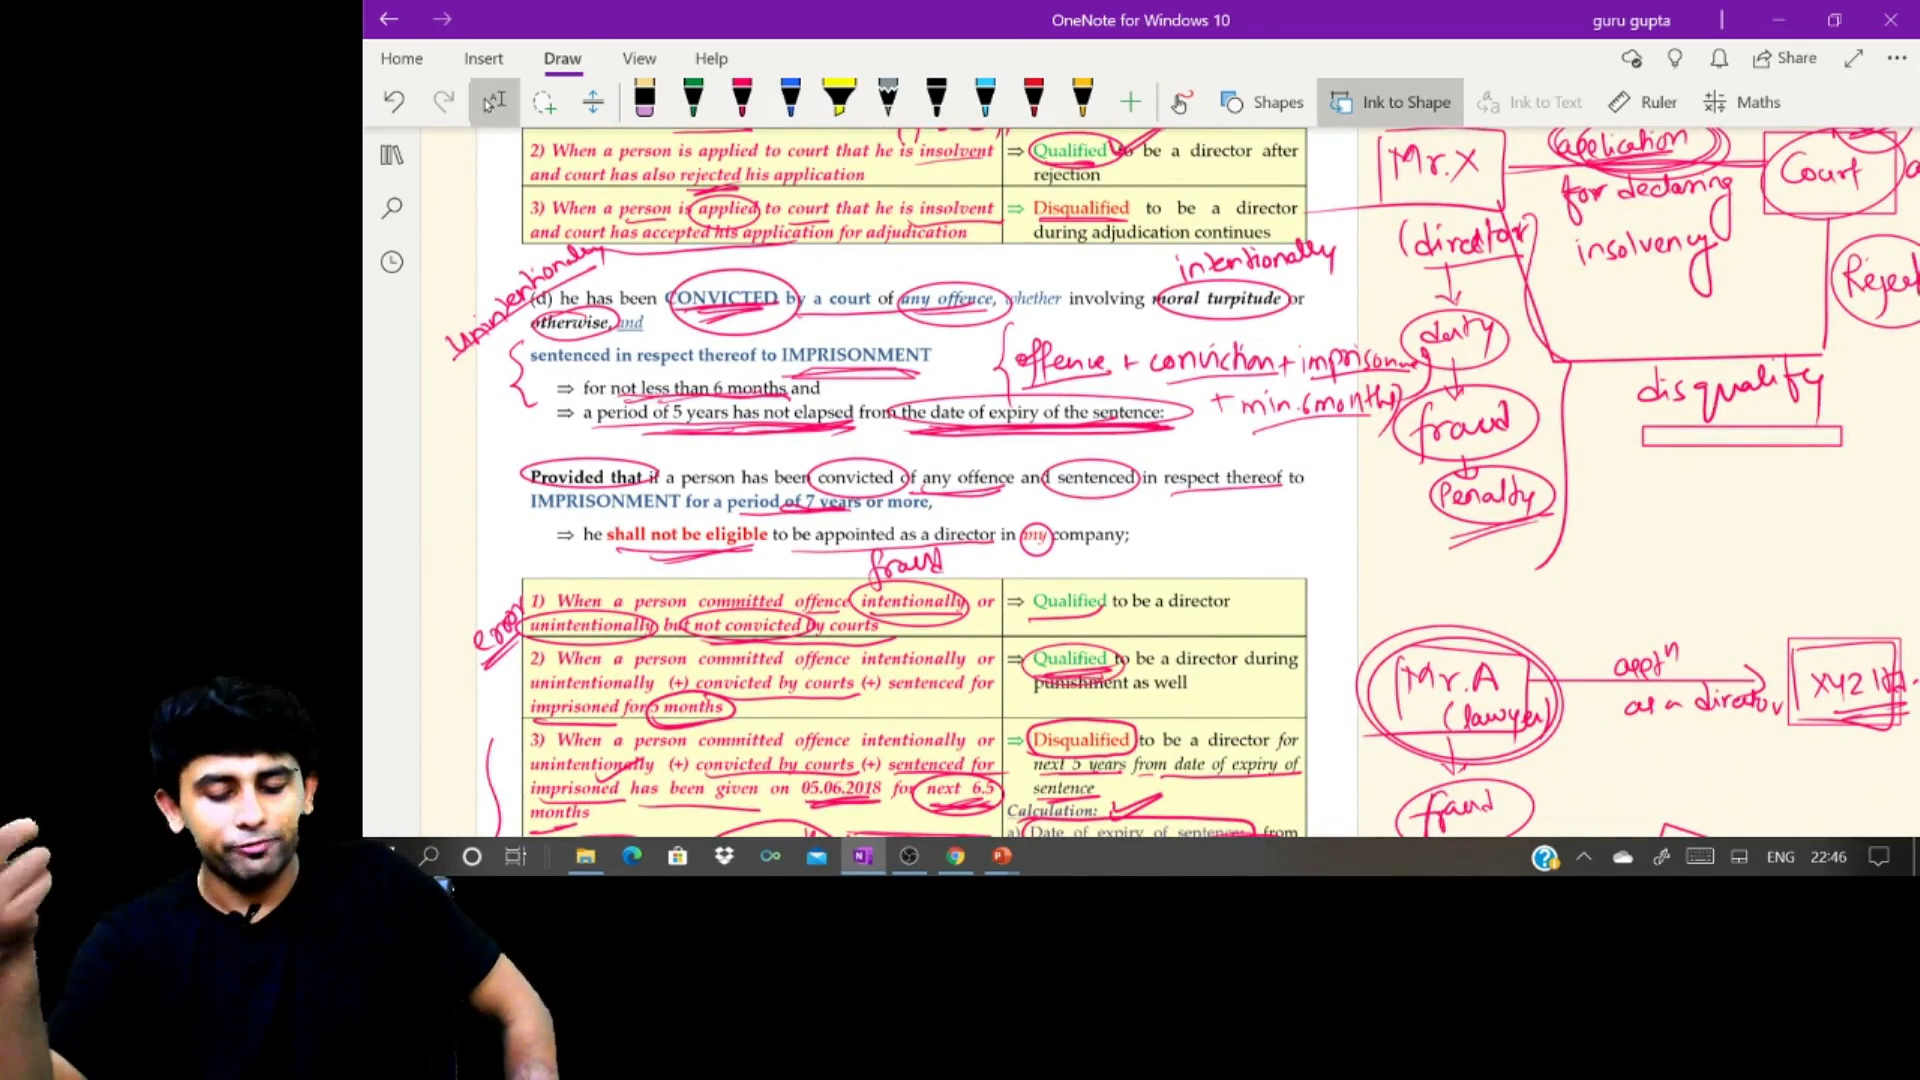 OneNote for Windows 10
guru gupta
Home Insert Draw View Help
Share
Shapes
Ink to Shape
Ink to Text
Ruler
Maths
2) When a person is applied to court that he is insolvent
and court has also rejected his application
⇒ Qualified to be a director after
rejection
3) When a person is applied to court that he is insolvent
and court has accepted his application for adjudication
⇒ Disqualified to be a director
during adjudication continues
unintentionally
intentionally
(d) he has been CONVICTED by a court of any offence, whether involving moral turpitude or
otherwise, and
sentenced in respect thereof to IMPRISONMENT
⇒ for not less than 6 months and
⇒ a period of 5 years has not elapsed from the date of expiry of the sentence:
offence + conviction + imprisonme
+ min. 6 months
Provided that if a person has been convicted of any offence and sentenced in respect thereof to
IMPRISONMENT for a period of 7 years or more,
⇒ he shall not be eligible to be appointed as a director in any company;
fraud
error
1) When a person committed offence intentionally or
unintentionally but not convicted by courts
⇒ Qualified to be a director
2) When a person committed offence intentionally or
unintentionally (+) convicted by courts (+) sentenced for
imprisoned for 5 months
⇒ Qualified to be a director during
punishment as well
3) When a person committed offence intentionally or
unintentionally (+) convicted by courts (+) sentenced for
imprisoned has been given on 05.06.2018 for next 6.5
months
⇒ Disqualified to be a director for
next 5 years from date of expiry of
sentence
Calculation:
a) Date of expiry of sentence: from
Mr. X
application
for declaring
insolvency
Court
(director)
Reject
duty
fraud
Penalty
disqualify
Mr. A
(lawyer)
apptn
as a director
XYZ ltd.
fraud
ENG 22:46